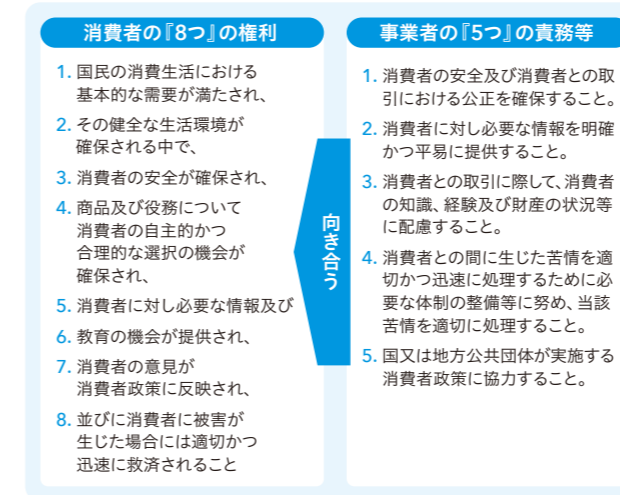 消費者の『8つ』の権利
1. 国民の消費生活における
基本的な需要が満たされ、
2. その健全な生活環境が
確保される中で、
3. 消費者の安全が確保され、
4. 商品及び役務について
消費者の自主的かつ
合理的な選択の機会が
確保され、
5. 消費者に対し必要な情報及び
6. 教育の機会が提供され、
7. 消費者の意見が
消費者政策に反映され、
8. 並びに消費者に被害が
生じた場合には適切かつ
迅速に救済されること
向き合う
事業者の『5つ』の責務等
1. 消費者の安全及び消費者との取
引における公正を確保すること。
2. 消費者に対し必要な情報を明確
かつ平易に提供すること。
3. 消費者との取引に際して、消費者
の知識、経験及び財産の状況等
に配慮すること。
4. 消費者との間に生じた苦情を適
切かつ迅速に処理するために必
要な体制の整備等に努め、当該
苦情を適切に処理すること。
5. 国又は地方公共団体が実施する
消費者政策に協力すること。